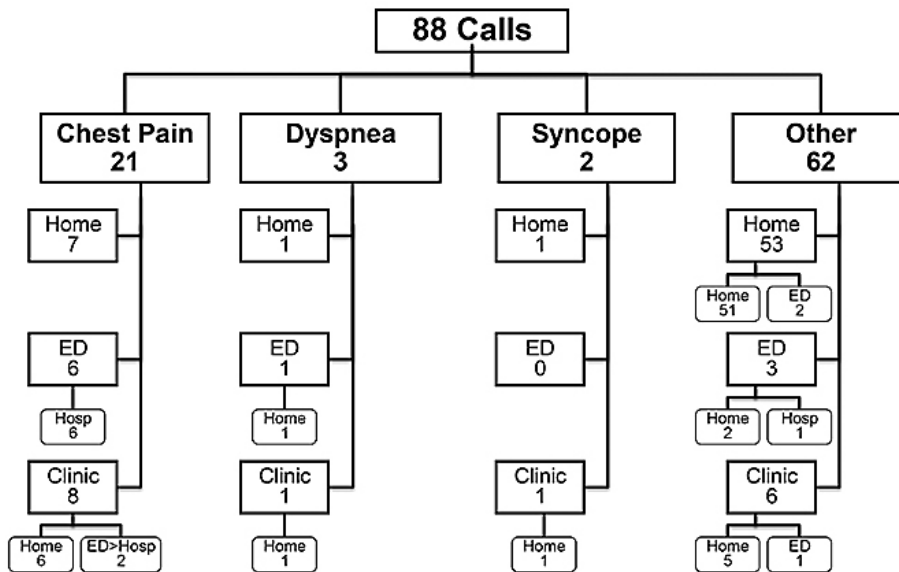 88 Calls
Chest Pain
21
Dyspnea
3
Syncope
2
Other
62
Home
7
Home
1
Home
1
Home
53
Home
51
ED
2
ED
6
ED
1
ED
0
ED
3
Hosp
6
Home
1
Home
2
Hosp
1
Clinic
8
Clinic
1
Clinic
1
Clinic
6
Home
6
ED>Hosp
2
Home
1
Home
1
Home
5
ED
1